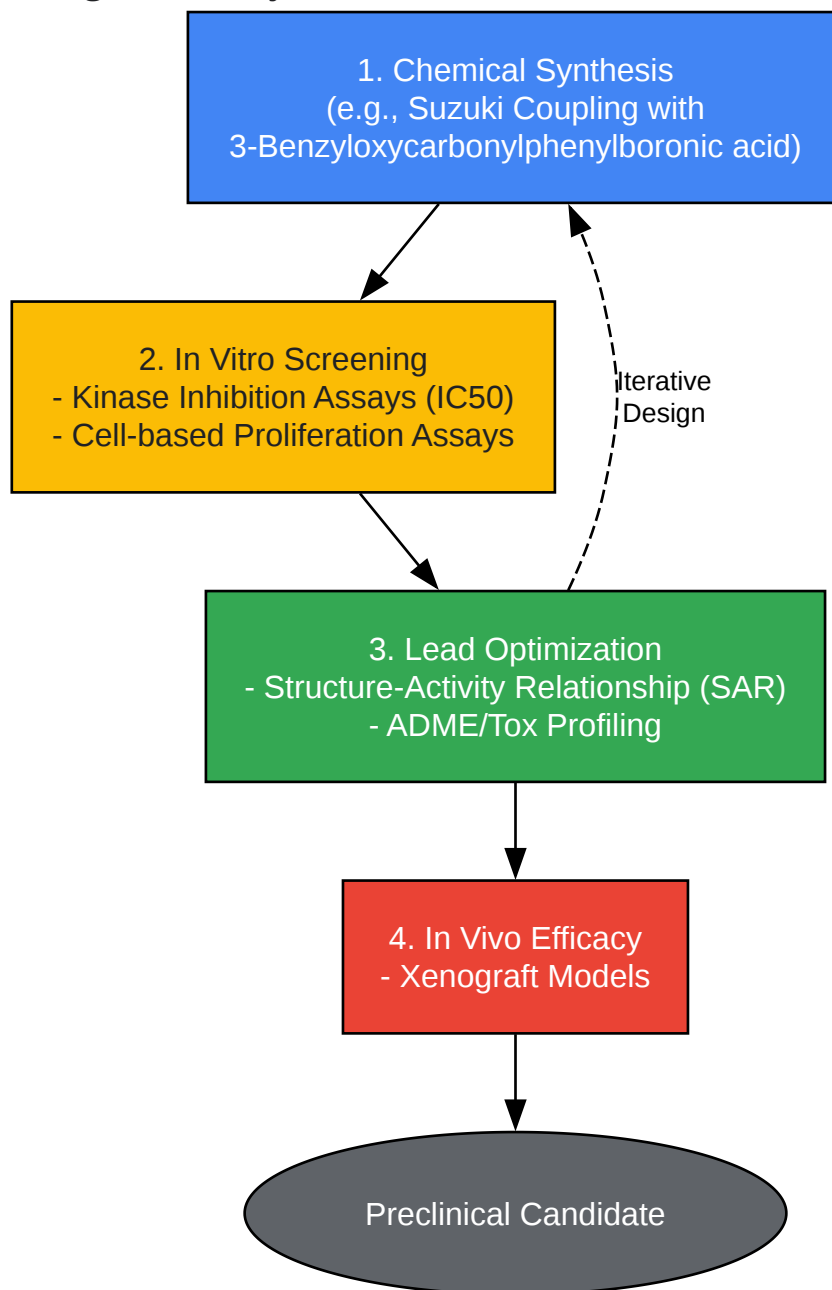 1. Chemical Synthesis
(e.g., Suzuki Coupling with
3-Benzyloxycarbonylphenylboronic acid)
2. In Vitro Screening
- Kinase Inhibition Assays (IC50)
- Cell-based Proliferation Assays
Iterative
Design
3. Lead Optimization
- Structure-Activity Relationship (SAR)
- ADME/Tox Profiling
4. In Vivo Efficacy
- Xenograft Models
Preclinical Candidate